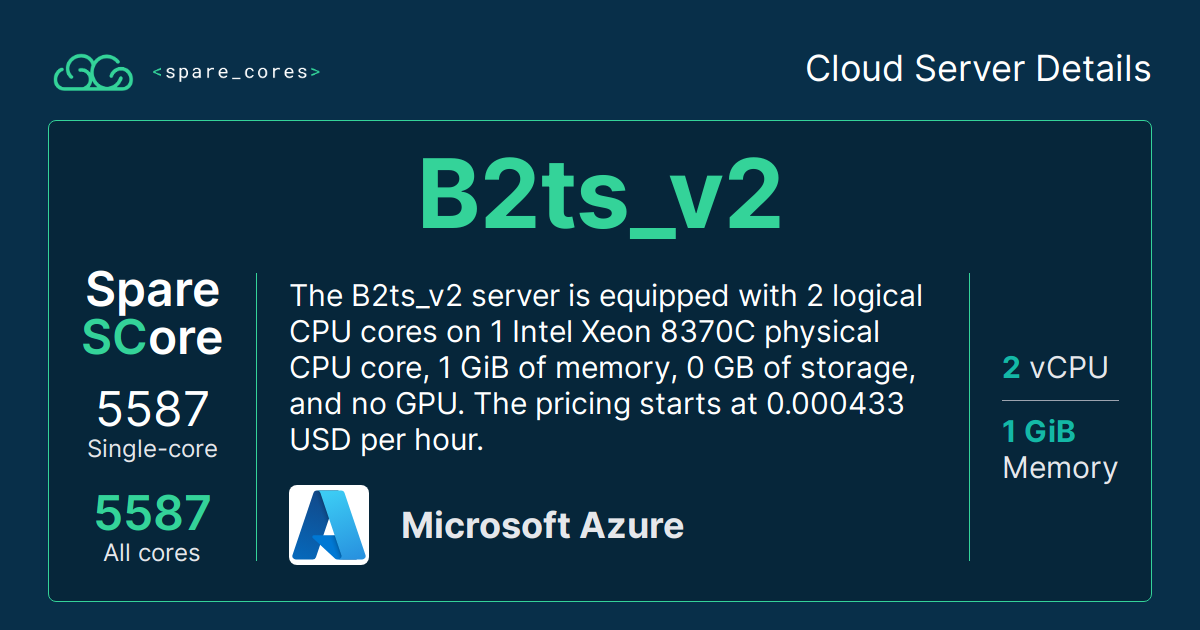 <spare_cores>
Cloud Server Details
B2ts_v2
Spare
SCore
5587
Single-core
5587
All cores
The B2ts_v2 server is equipped with 2 logical
CPU cores on 1 Intel Xeon 8370C physical
CPU core, 1 GiB of memory, 0 GB of storage,
and no GPU. The pricing starts at 0.000433
USD per hour.
Microsoft Azure
2 vCPU
1 GiB
Memory